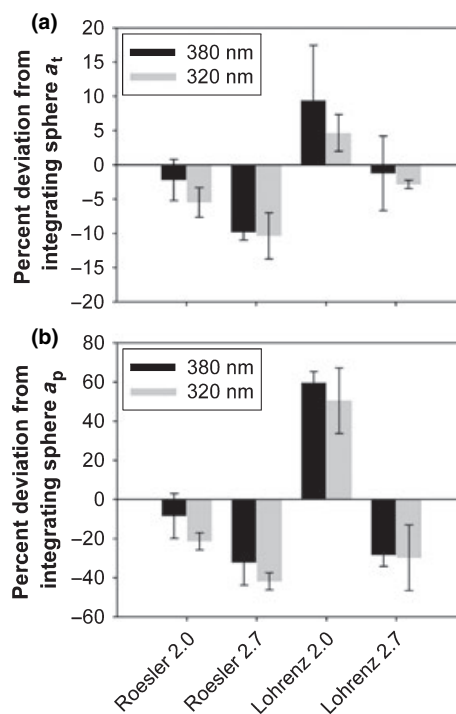 (a)
Percent deviation from
integrating sphere at
20
15
10
5
0
−5
−10
−15
−20
380 nm
320 nm
(b)
Percent deviation from
integrating sphere ap
80
60
40
20
0
−20
−40
−60
380 nm
320 nm
Roesler 2.0
Roesler 2.7
Lohrenz 2.0
Lohrenz 2.7